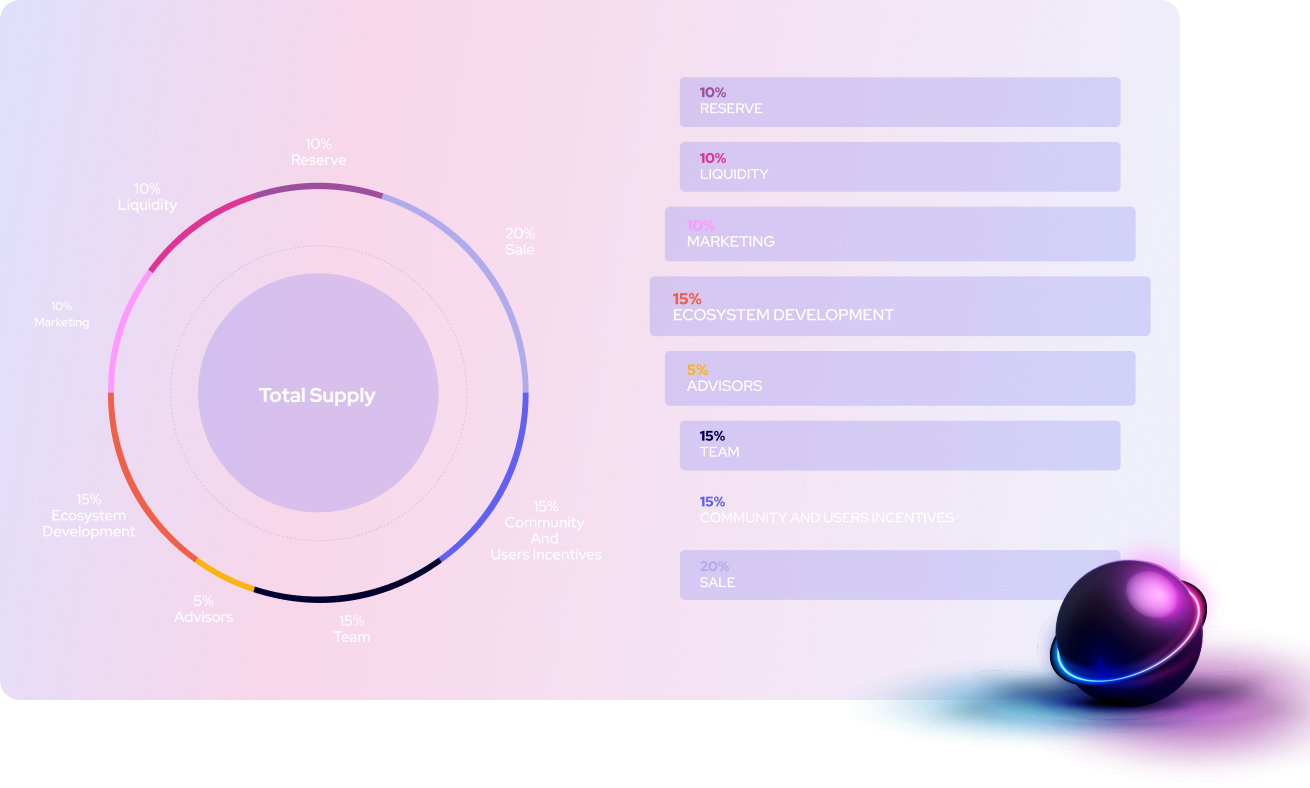 10%
Reserve
10%
Liquidity
20%
Sale
10%
Marketing
Total Supply
15%
Ecosystem
Development
15%
Community
And
Users Incentives
5%
Advisors
15%
Team
10%
RESERVE
10%
LIQUIDITY
10%
MARKETING
15%
ECOSYSTEM DEVELOPMENT
5%
ADVISORS
15%
TEAM
15%
COMMUNITY AND USERS INCENTIVES
20%
SALE